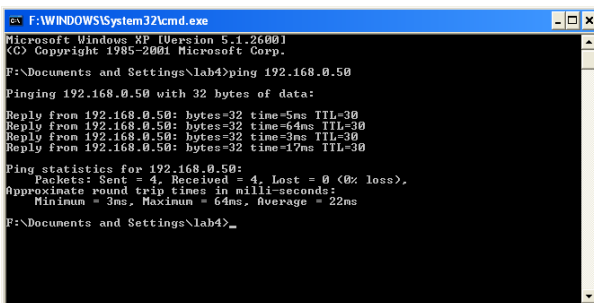 F:\WINDOWS\System32\cmd.exe
Microsoft Windows XP [Version 5.1.2600]
(C) Copyright 1985-2001 Microsoft Corp.
F:\Documents and Settings\lab4>ping 192.168.0.50
Pinging 192.168.0.50 with 32 bytes of data:
Reply from 192.168.0.50: bytes=32 time=5ms TTL=30
Reply from 192.168.0.50: bytes=32 time=64ms TTL=30
Reply from 192.168.0.50: bytes=32 time=3ms TTL=30
Reply from 192.168.0.50: bytes=32 time=17ms TTL=30
Ping statistics for 192.168.0.50:
Packets: Sent = 4, Received = 4, Lost = 0 (0% loss),
Approximate round trip times in milli-seconds:
Minimum = 3ms, Maximum = 64ms, Average = 22ms
F:\Documents and Settings\lab4>_